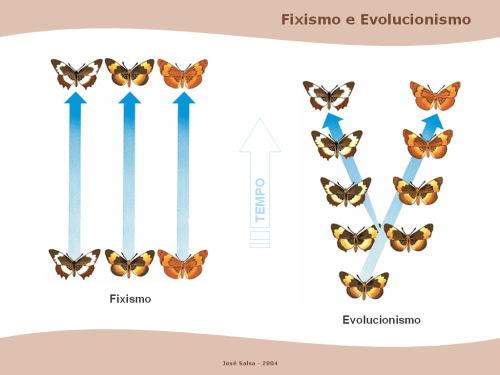 Fixismo e Evolucionismo
TEMPO
Fixismo
Evolucionismo
José Salsa - 2004